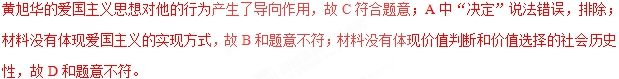 黄旭华的爱国主义思想对他的行为产生了导向作用，故 C 符合题意；A 中“决定”说法错误，排除；
材料没有体现爱国主义的实现方式，故 B 和题意不符；材料没有体现价值判断和价值选择的社会历史
性，故 D 和题意不符。